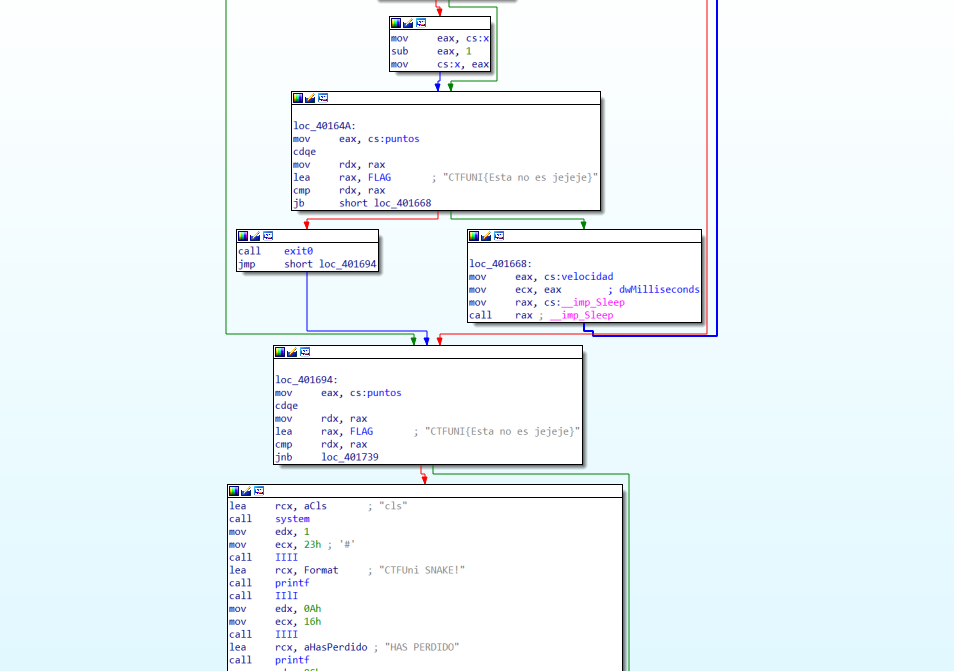 mov eax, cs:x
sub eax, 1
mov cs:x, eax
loc_40164A:
mov eax, cs:puntos
cdqe
mov rdx, rax
lea rax, FLAG ; "CTFUNI{Esta no es jejeje}"
cmp rdx, rax
jb short loc_401668
call exit0
jmp short loc_401694
loc_401668:
mov eax, cs:velocidad
mov ecx, eax ; dwMilliseconds
mov rax, cs:__imp_Sleep
call rax ; __imp_Sleep
loc_401694:
mov eax, cs:puntos
cdqe
mov rdx, rax
lea rax, FLAG ; "CTFUNI{Esta no es jejeje}"
cmp rdx, rax
jnb loc_401739
lea rcx, aCls ; "cls"
call system
mov edx, 1
mov ecx, 23h ; '#'
call IIII
lea rcx, Format ; "CTFUni SNAKE!"
call printf
call IIlI
mov edx, 0Ah
mov ecx, 16h
call IIII
lea rcx, aHasPerdido ; "HAS PERDIDO"
call printf